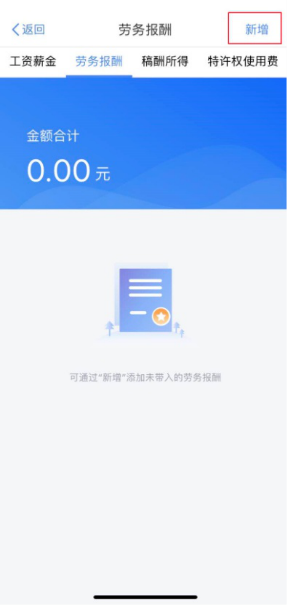 返回 劳务报酬 新增
工资薪金 劳务报酬 稿酬所得 特许权使用费
金额合计
0.00 元
可通过"新增"添加未带入的劳务报酬